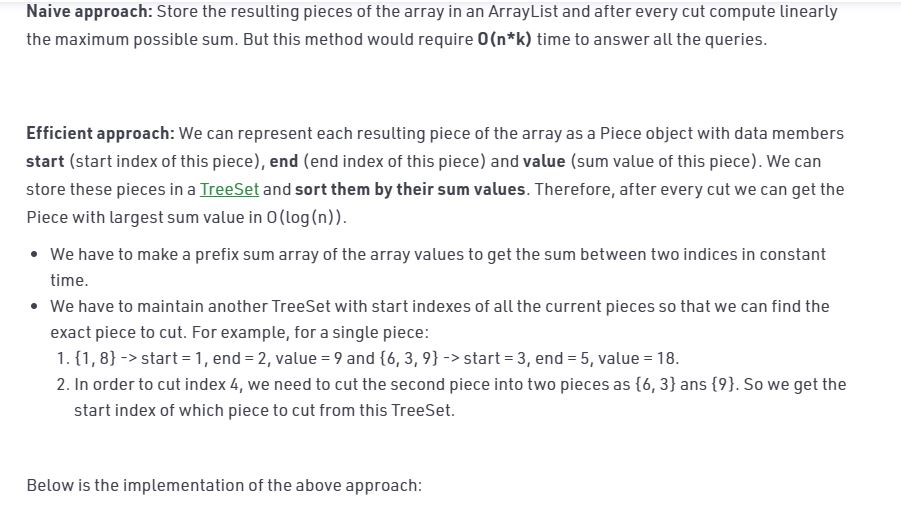 Naive approach: Store the resulting pieces of the array in an ArrayList and after every cut compute linearly
the maximum possible sum. But this method would require O(n*k) time to answer all the queries.
Efficient approach: We can represent each resulting piece of the array as a Piece object with data members
start (start index of this piece), end (end index of this piece) and value (sum value of this piece). We can
store these pieces in a TreeSet and sort them by their sum values. Therefore, after every cut we can get the
Piece with largest sum value in O(log(n)).
• We have to make a prefix sum array of the array values to get the sum between two indices in constant
time.
• We have to maintain another TreeSet with start indexes of all the current pieces so that we can find the
exact piece to cut. For example, for a single piece:
1. {1, 8} -> start = 1, end = 2, value = 9 and {6, 3, 9} -> start = 3, end = 5, value = 18.
2. In order to cut index 4, we need to cut the second piece into two pieces as {6, 3} ans {9}. So we get the
start index of which piece to cut from this TreeSet.
Below is the implementation of the above approach: